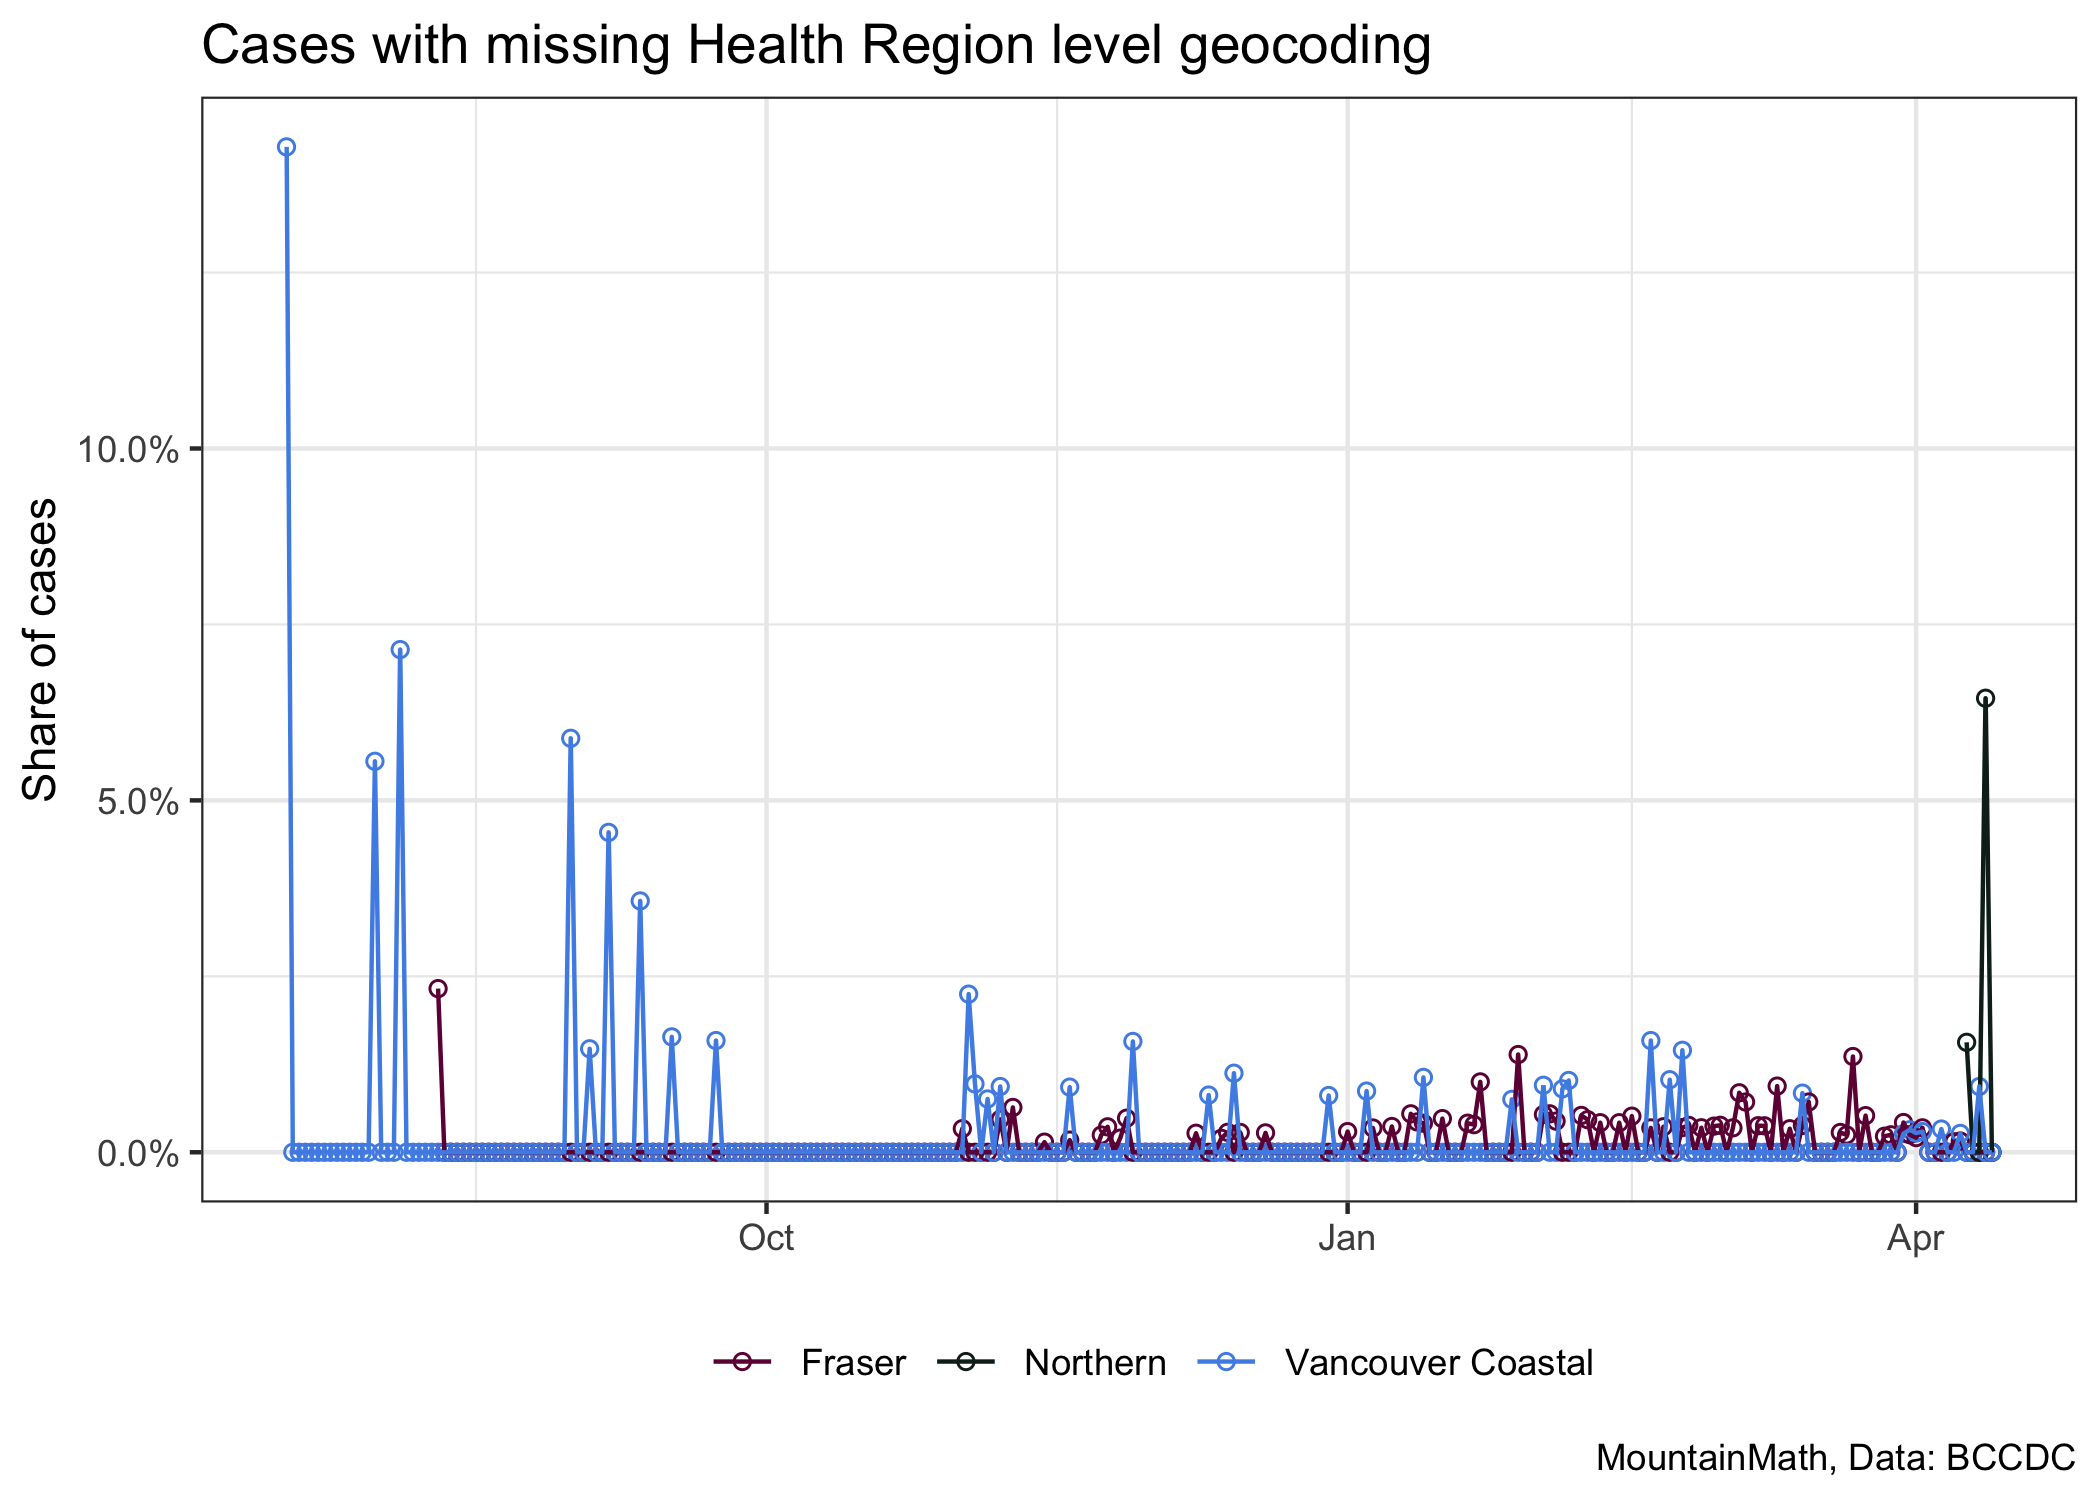 Cases with missing Health Region level geocoding
Share of cases
10.0%
5.0%
0.0%
Oct Jan Apr
Fraser Northern Vancouver Coastal
MountainMath, Data: BCCDC